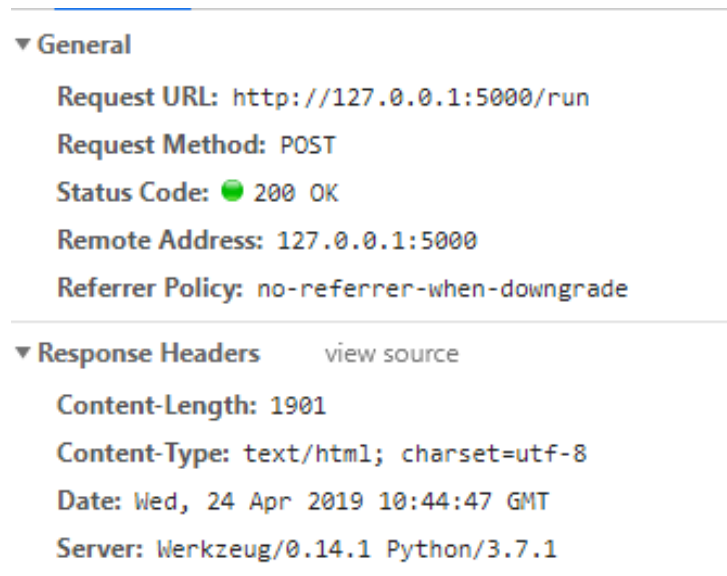 General
Request URL: http://127.0.0.1:5000/run
Request Method: POST
Status Code: 200 OK
Remote Address: 127.0.0.1:5000
Referrer Policy: no-referrer-when-downgrade
Response Headers view source
Content-Length: 1901
Content-Type: text/html; charset=utf-8
Date: Wed, 24 Apr 2019 10:44:47 GMT
Server: Werkzeug/0.14.1 Python/3.7.1